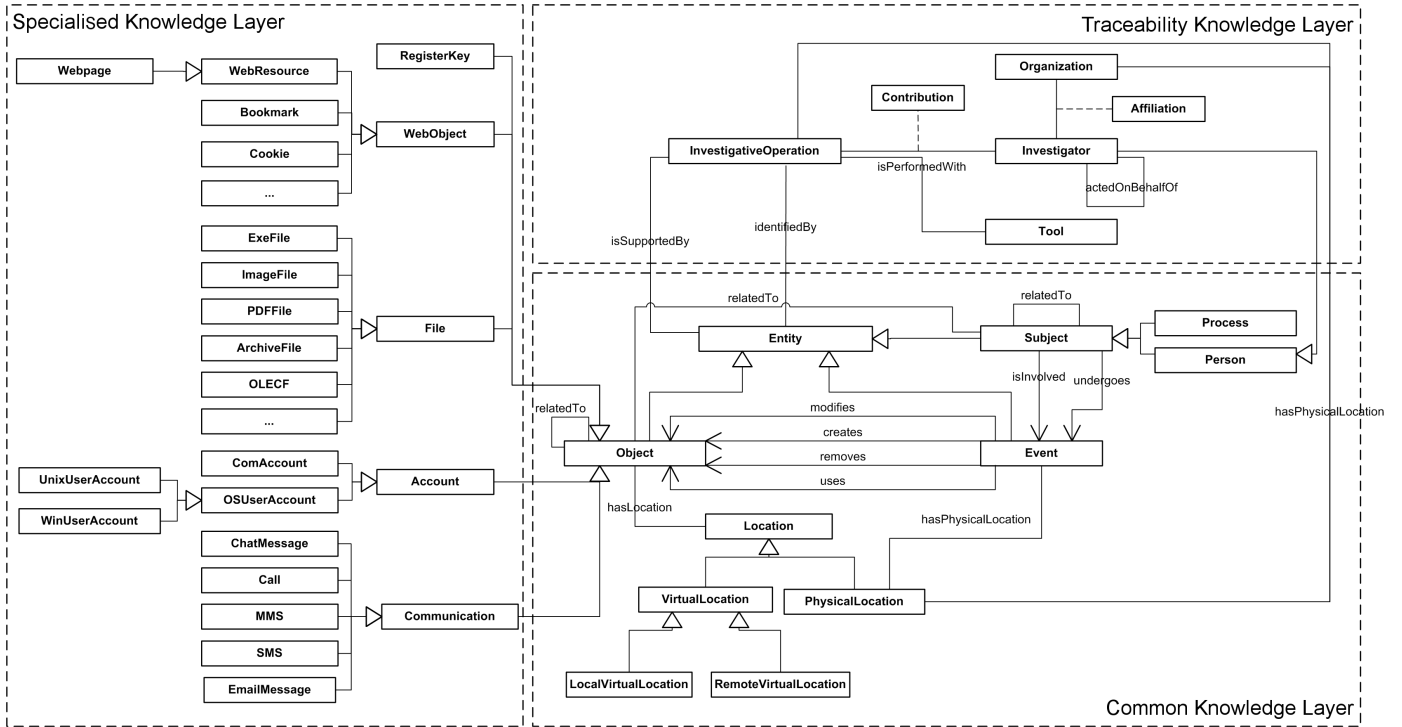 Specialised Knowledge Layer
Webpage
WebResource
RegisterKey
Bookmark
WebObject
Cookie
...
ExeFile
ImageFile
PDFFile
File
ArchiveFile
OLECF
...
ComAccount
UnixUserAccount
Account
OSUserAccount
WinUserAccount
ChatMessage
Call
MMS
Communication
SMS
EmailMessage
Traceability Knowledge Layer
Organization
Contribution
Affiliation
InvestigativeOperation
Investigator
isPerformedWith
actedOnBehalfOf
identifiedBy
Tool
isSupportedBy
relatedTo
relatedTo
Process
Entity
Subject
Person
isInvolved
undergoes
hasPhysicalLocation
relatedTo
modifies
creates
Object
Event
removes
uses
hasLocation
hasPhysicalLocation
Location
VirtualLocation
PhysicalLocation
LocalVirtualLocation
RemoteVirtualLocation
Common Knowledge Layer